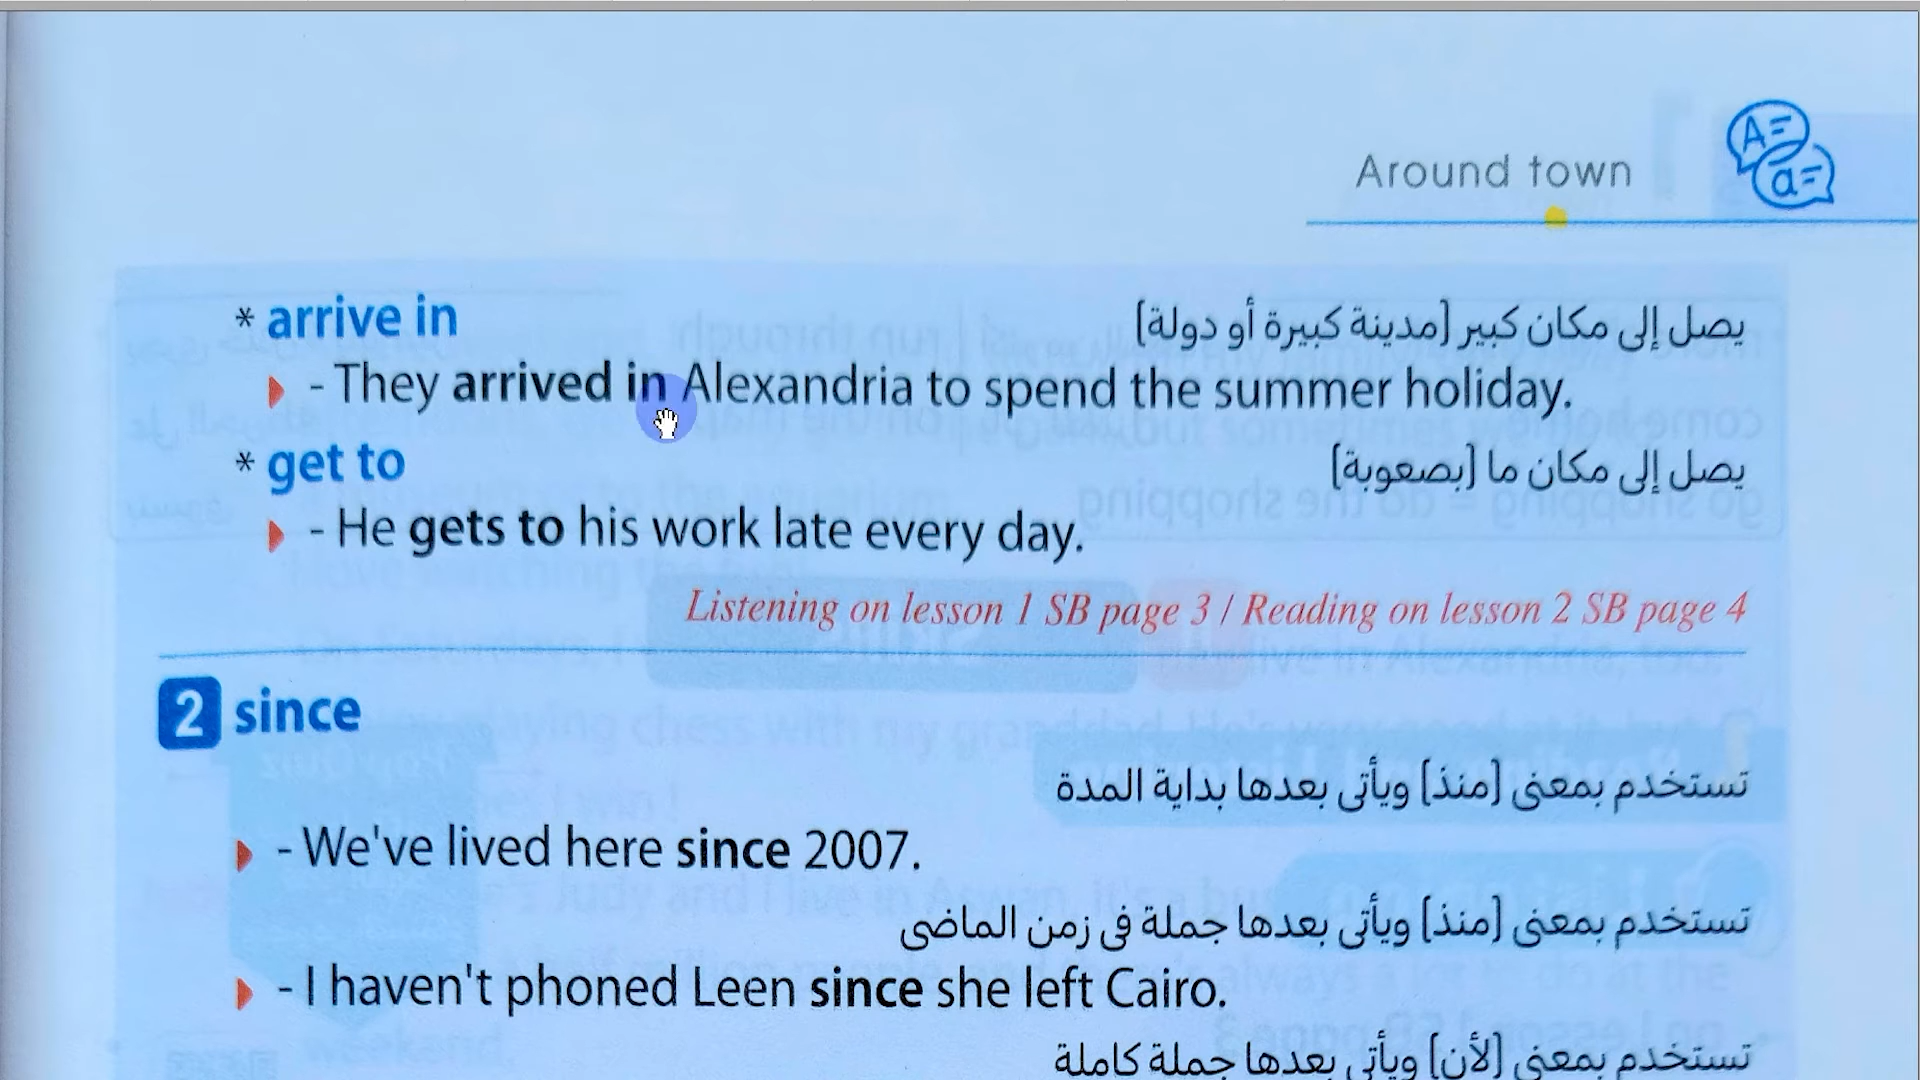 Around town
* arrive in يصل إلى مكان كبير [مدينة كبيرة أو دولة]
- They arrived in Alexandria to spend the summer holiday.
* get to يصل إلى مكان ما [بصعوبة]
- He gets to his work late every day.
Listening on lesson 1 SB page 3 / Reading on lesson 2 SB page 4
2 since
تستخدم بمعنى [منذ] ويأتى بعدها بداية المدة
- We've lived here since 2007.
تستخدم بمعنى [منذ] ويأتى بعدها جملة فى زمن الماضى
- I haven't phoned Leen since she left Cairo.
تستخدم بمعنى [لأن] ويأتى بعدها جملة كاملة